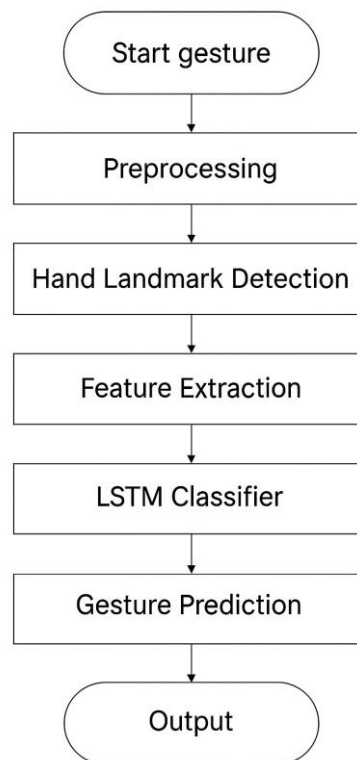 Start gesture
Preprocessing
Hand Landmark Detection
Feature Extraction
LSTM Classifier
Gesture Prediction
Output